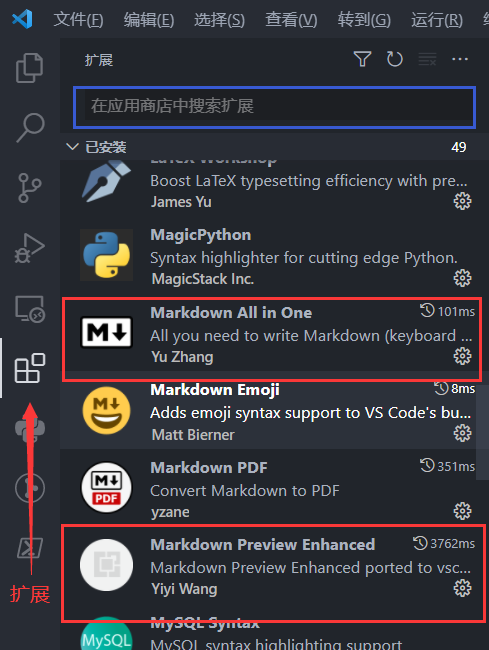 文件(F) 编辑(E) 选择(S) 查看(V) 转到(G) 运行(R)
扩展
在应用商店中搜索扩展
已安装 49
LaTeX Workshop
Boost LaTeX typesetting efficiency with pre...
James Yu
MagicPython
Syntax highlighter for cutting edge Python.
MagicStack Inc.
Markdown All in One 101ms
M
All you need to write Markdown (keyboard ...
Yu Zhang
Markdown Emoji 8ms
M
Adds emoji syntax support to VS Code's bu...
Matt Bierner
Markdown PDF 351ms
M
PDF
Convert Markdown to PDF
yzane
Markdown Preview Enhanced 3762ms
Markdown Preview Enhanced ported to vsc...
Yiyi Wang
扩展
MySQL Syntax
MySQL
MySQL syntax highlighting support